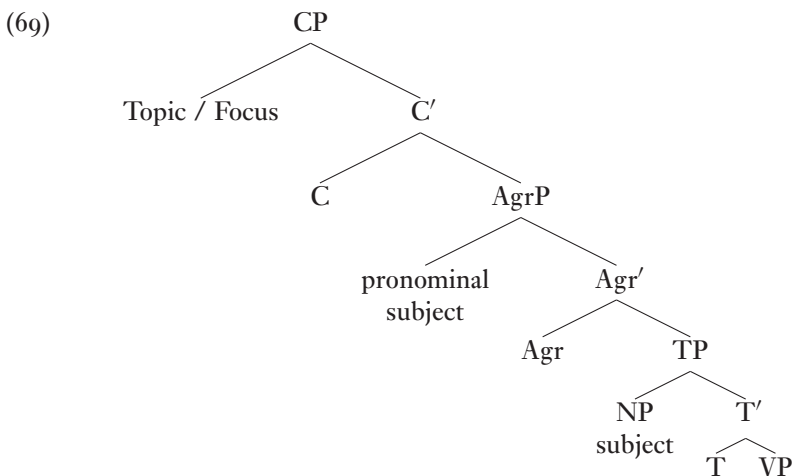 (69) CP
Topic / Focus C′
C AgrP
pronominal subject Agr′
Agr TP
NP subject T′
T VP